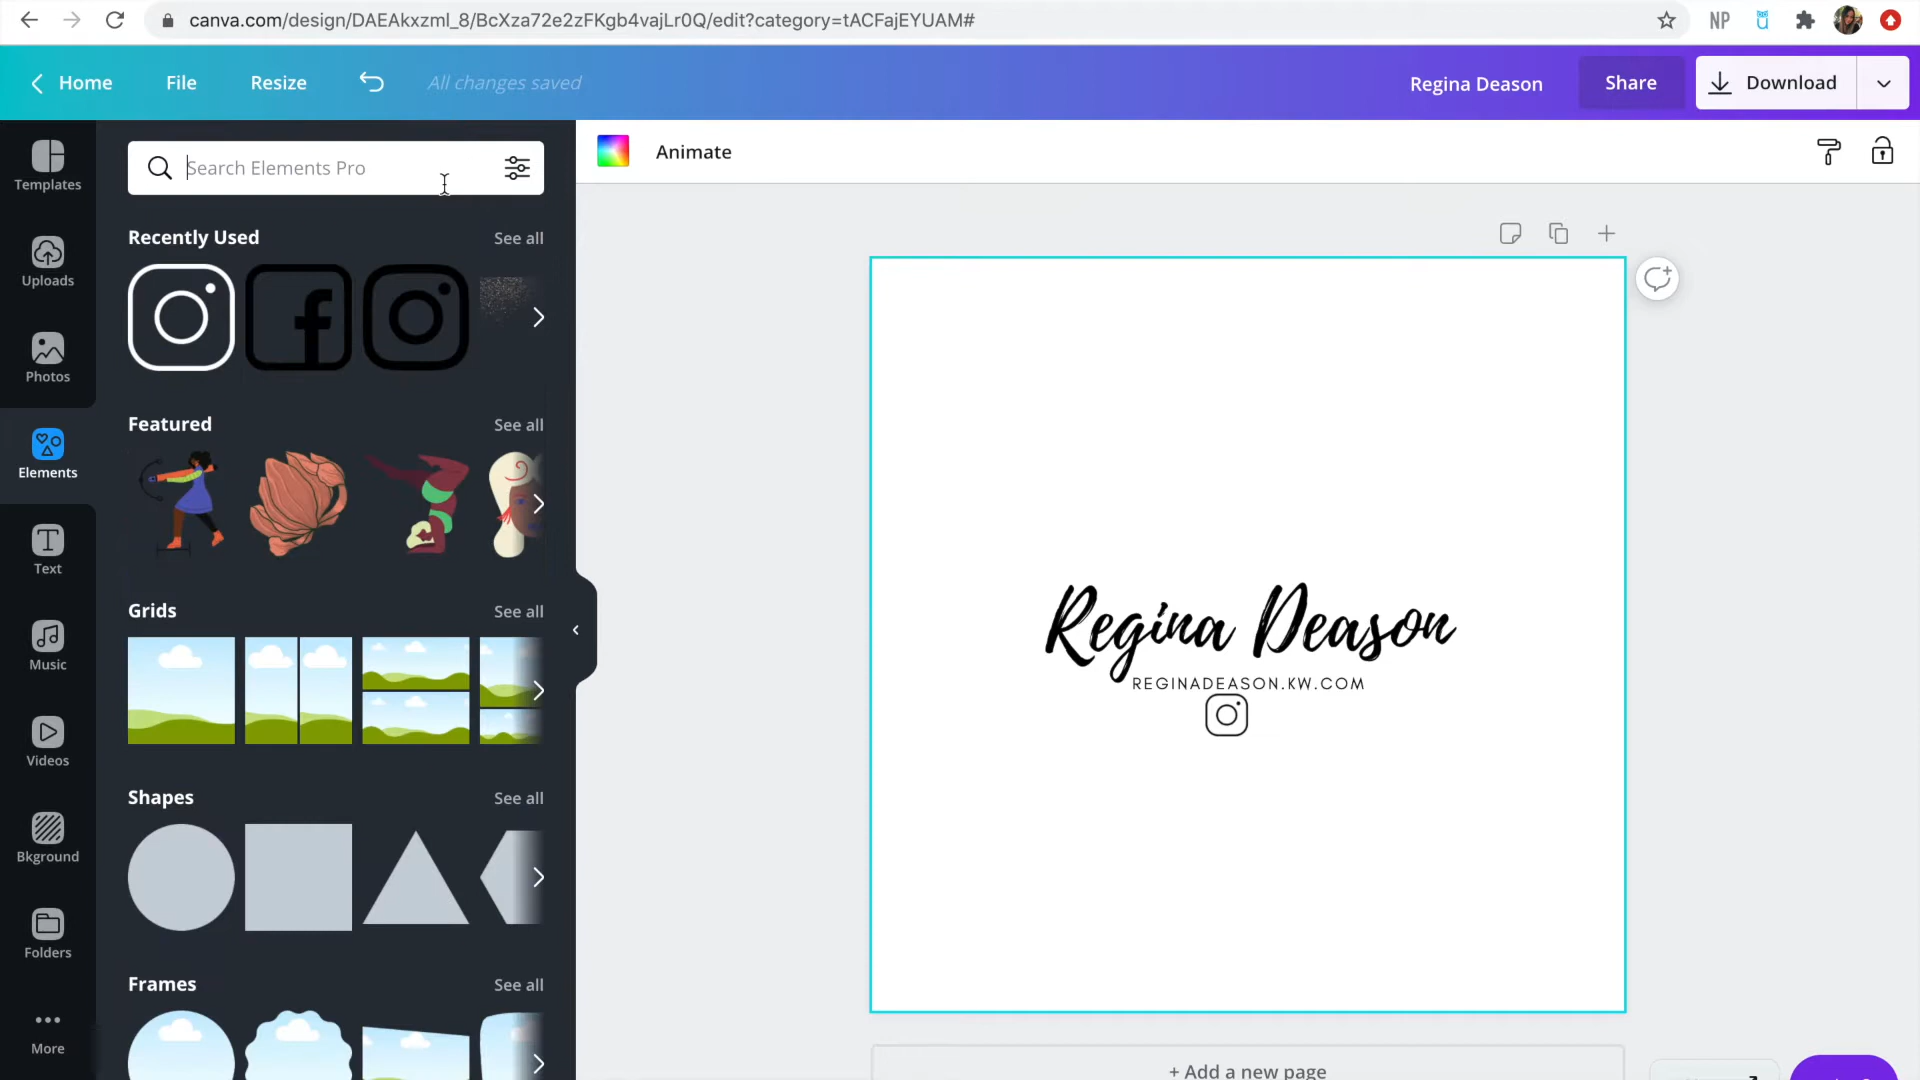 canva.com/design/DAEAkxzml_8/BcXza72e2zFKgb4vajLr0Q/edit?category=tACFajEYUAM#
NP
Home
File
Resize
All changes saved
Regina Deason
Share
Download
Templates
Uploads
Photos
Elements
Text
Music
Videos
Bkground
Folders
More
Search Elements Pro
Recently Used
See all
Featured
See all
Grids
See all
Shapes
See all
Frames
See all
Animate
Regina Deason
REGINADEASON.KW.COM
+ Add a new page